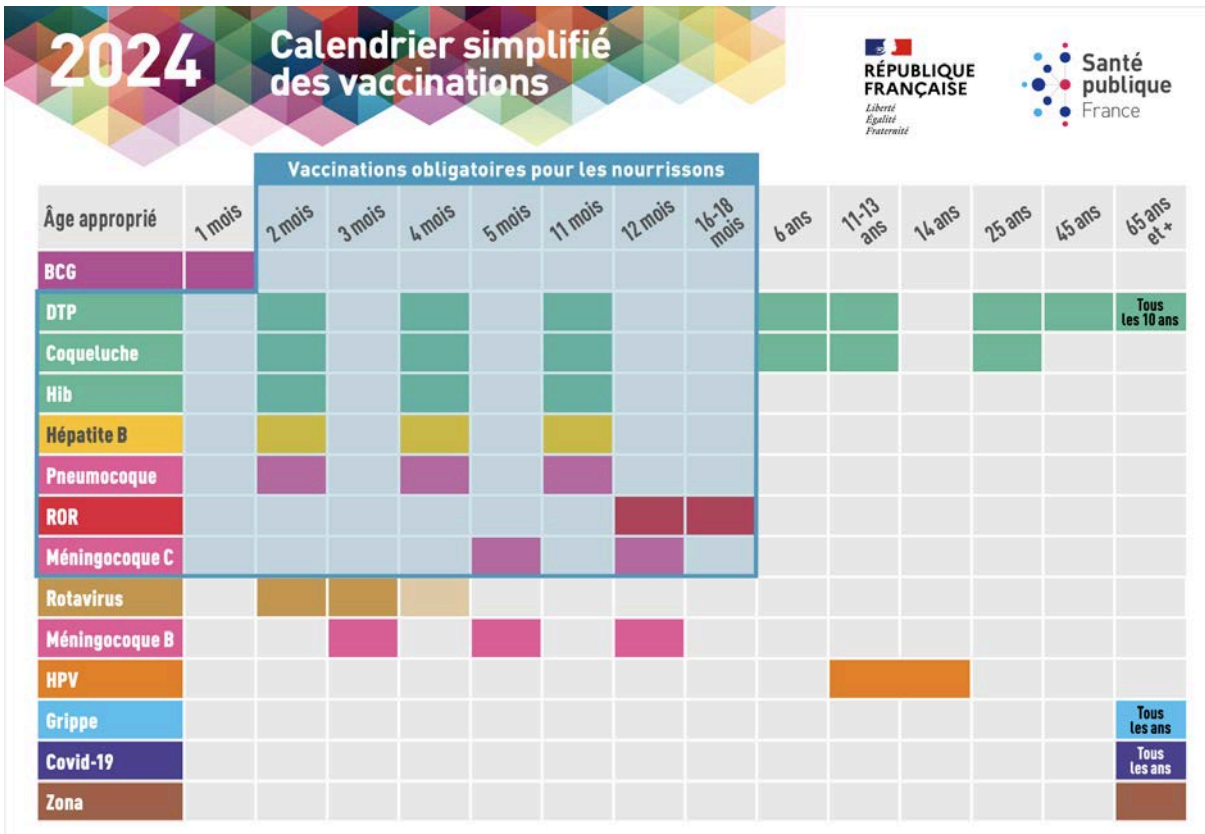 2024
Calendrier simplifié
des vaccinations
RÉPUBLIQUE
FRANÇAISE
Liberté
Égalité
Fraternité
Santé
publique
France
Vaccinations obligatoires pour les nourrissons
Âge approprié
1 mois
2 mois
3 mois
4 mois
5 mois
11 mois
12 mois
16-18
mois
6 ans
11-13
ans
14 ans
25 ans
45 ans
65 ans
et +
BCG
DTP
Tous
les 10 ans
Coqueluche
Hib
Hépatite B
Pneumocoque
ROR
Méningocoque C
Rotavirus
Méningocoque B
HPV
Grippe
Tous
les ans
Covid-19
Tous
les ans
Zona